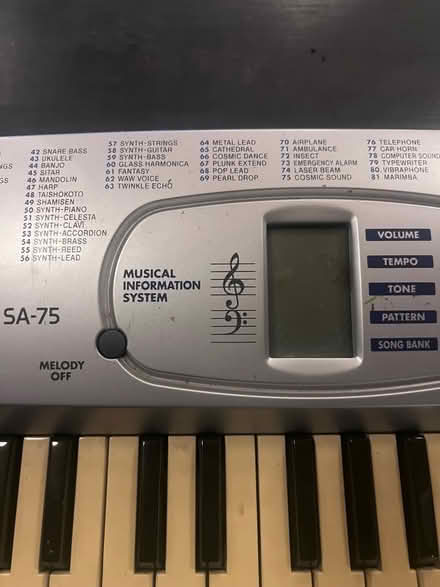 42 SNARE BASS
43 UKULELE
44 BANJO
45 SITAR
46 MANDOLIN
47 HARP
48 TAISHOKOTO
49 SHAMISEN
50 SYNTH-PIANO
51 SYNTH-CELESTA
52 SYNTH-CLAVI
53 SYNTH-ACCORDION
54 SYNTH-BRASS
55 SYNTH-REED
56 SYNTH-LEAD
57 SYNTH-STRINGS
58 SYNTH-GUITAR
59 SYNTH-BASS
60 GLASS HARMONICA
61 FANTASY
62 WAW VOICE
63 TWINKLE ECHO
64 METAL LEAD
65 CATHEDRAL
66 COSMIC DANCE
67 PLUNK EXTEND
68 POP LEAD
69 PEARL DROP
70 AIRPLANE
71 AMBULANCE
72 INSECT
73 EMERGENCY ALARM
74 LASER BEAM
75 COSMIC SOUND
76 TELEPHONE
77 CAR HORN
78 COMPUTER SOUND
79 TYPEWRITER
80 VIBRAPHONE
81 MARIMBA
MUSICAL
INFORMATION
SYSTEM
VOLUME
TEMPO
TONE
PATTERN
SONG BANK
SA-75
MELODY
OFF